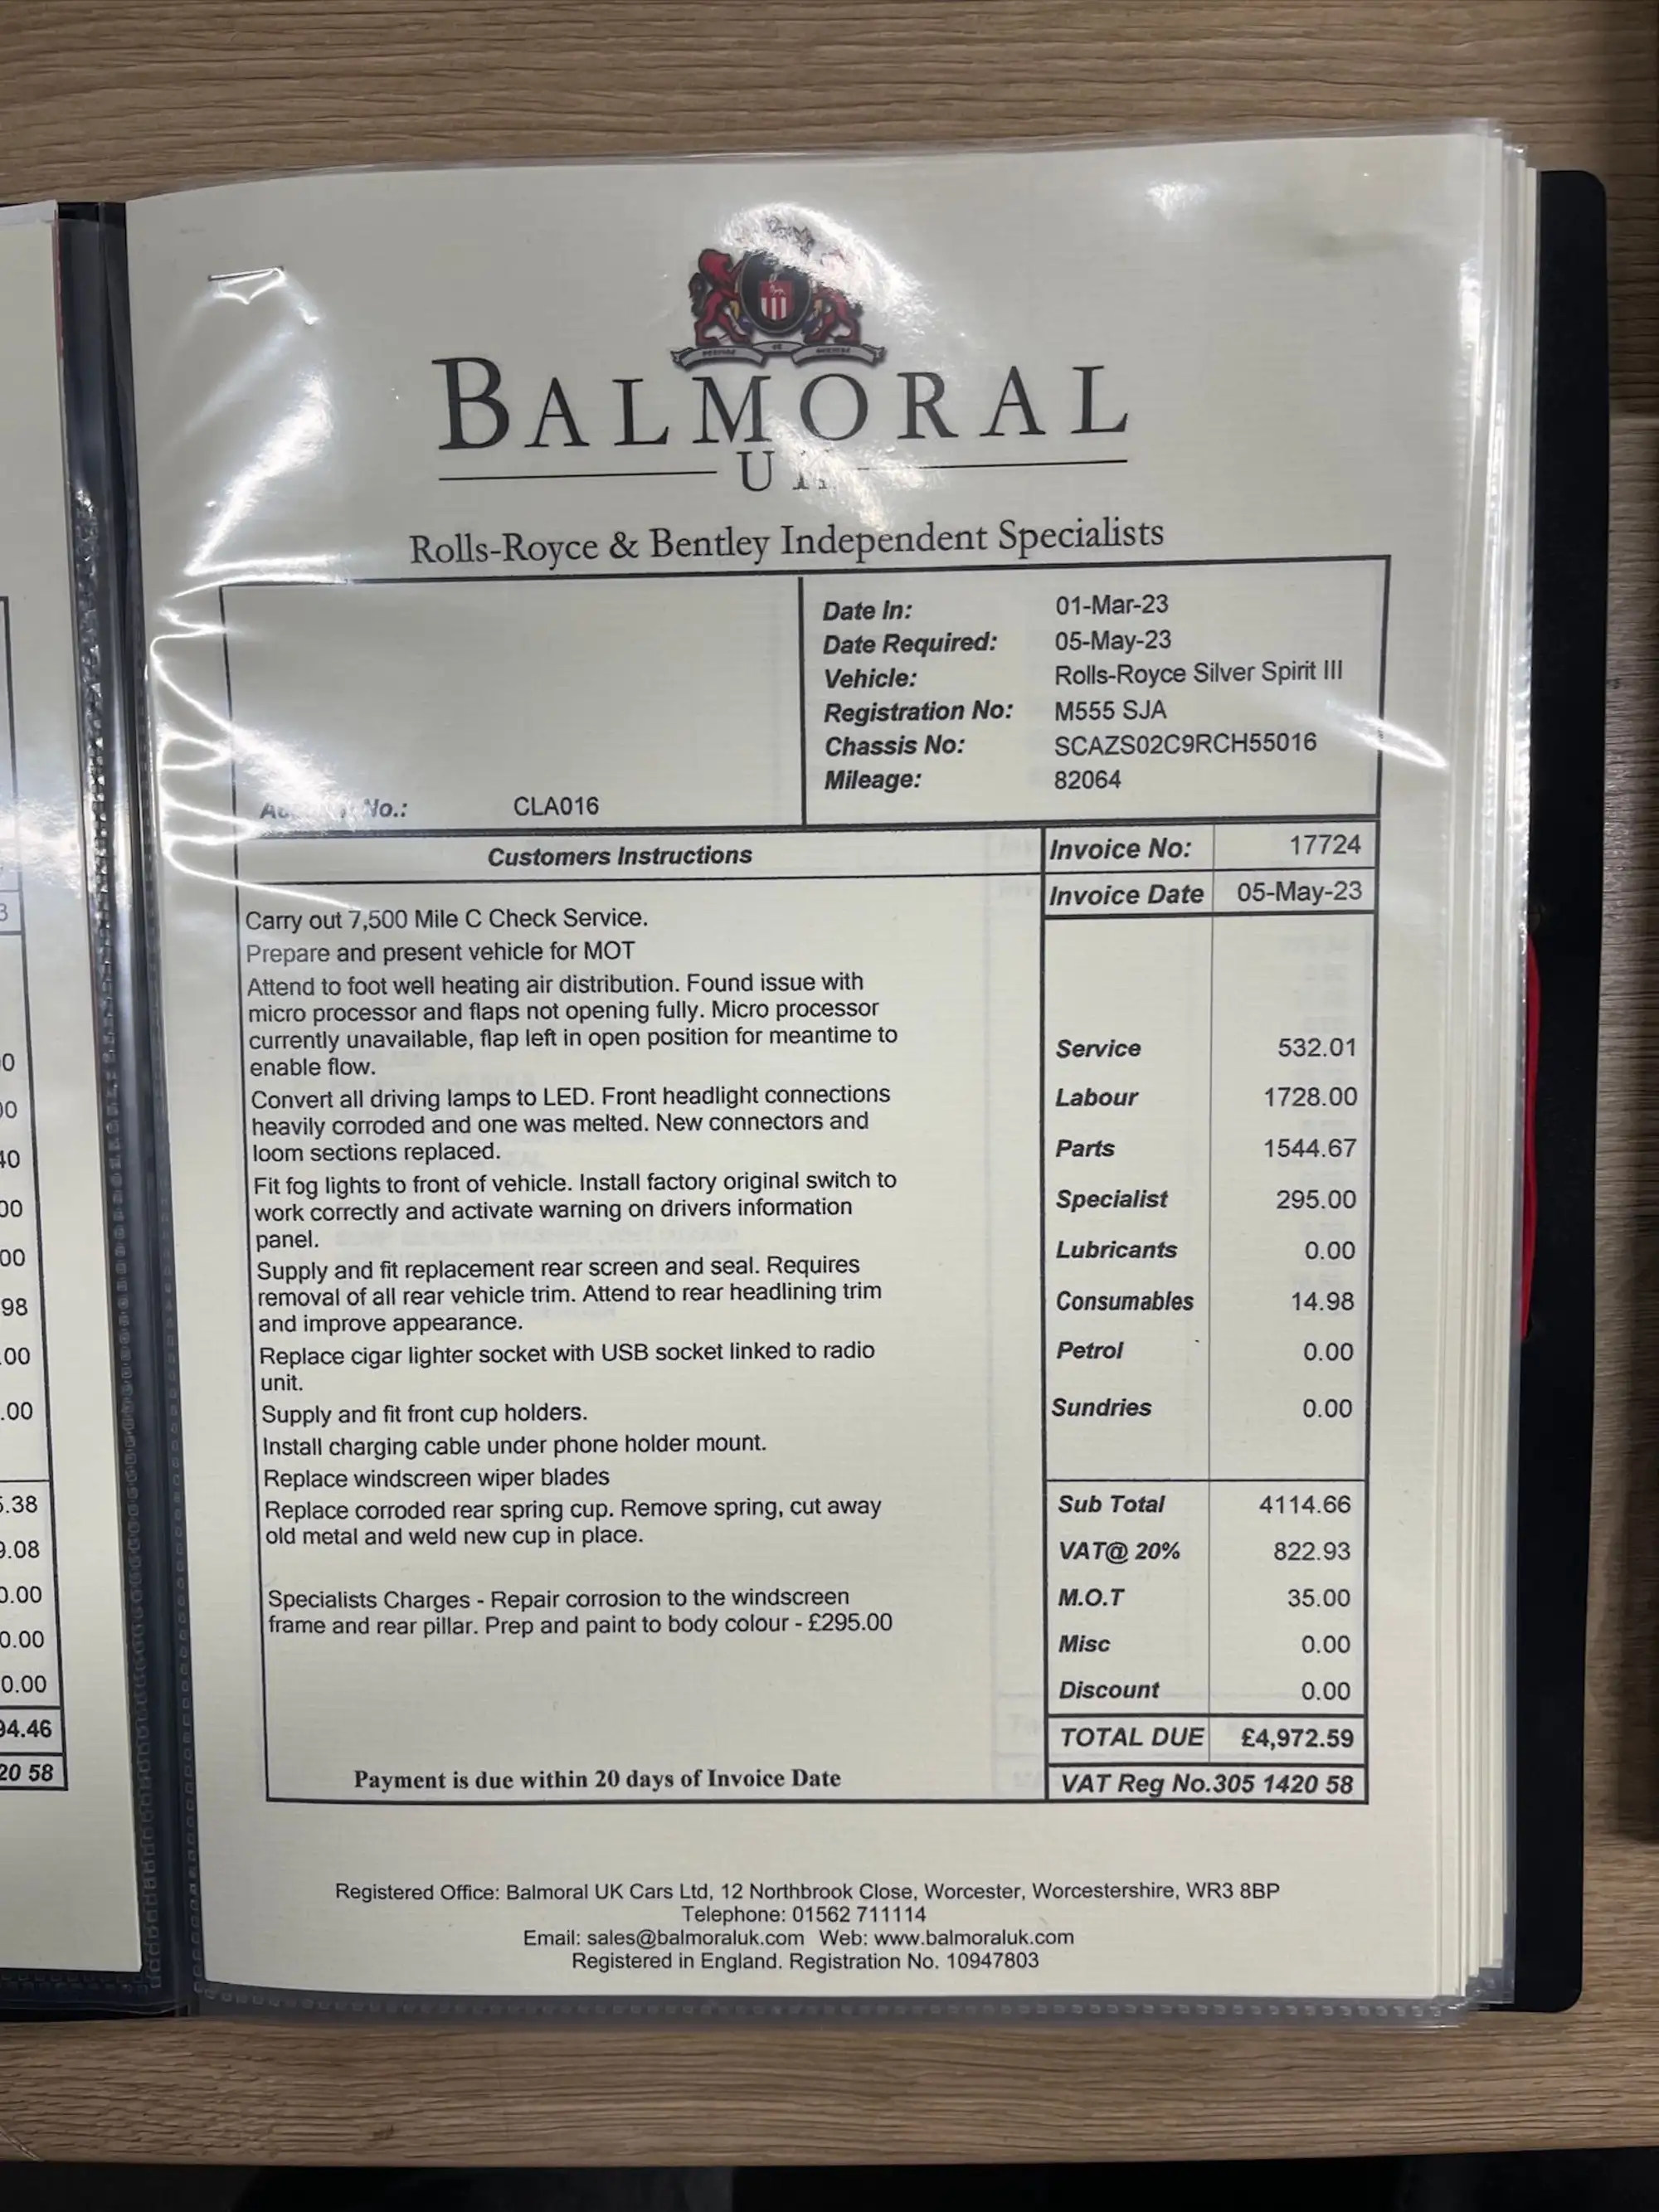 BALMORAL
U
Rolls-Royce & Bentley Independent Specialists
Date In: 01-Mar-23
Date Required: 05-May-23
Vehicle: Rolls-Royce Silver Spirit III
Registration No: M555 SJA
Chassis No: SCAZS02C9RCH55016
Mileage: 82064
No.: CLA016
Customers Instructions
Invoice No: 17724
Invoice Date 05-May-23
Carry out 7,500 Mile C Check Service.
Prepare and present vehicle for MOT
Attend to foot well heating air distribution. Found issue with
micro processor and flaps not opening fully. Micro processor
currently unavailable, flap left in open position for meantime to
enable flow.
Convert all driving lamps to LED. Front headlight connections
heavily corroded and one was melted. New connectors and
loom sections replaced.
Fit fog lights to front of vehicle. Install factory original switch to
work correctly and activate warning on drivers information
panel.
Supply and fit replacement rear screen and seal. Requires
removal of all rear vehicle trim. Attend to rear headlining trim
and improve appearance.
Replace cigar lighter socket with USB socket linked to radio
unit.
Supply and fit front cup holders.
Install charging cable under phone holder mount.
Replace windscreen wiper blades
Replace corroded rear spring cup. Remove spring, cut away
old metal and weld new cup in place.
Specialists Charges - Repair corrosion to the windscreen
frame and rear pillar. Prep and paint to body colour - £295.00
Payment is due within 20 days of Invoice Date
Service 532.01
Labour 1728.00
Parts 1544.67
Specialist 295.00
Lubricants 0.00
Consumables 14.98
Petrol 0.00
Sundries 0.00
Sub Total 4114.66
VAT@ 20% 822.93
M.O.T 35.00
Misc 0.00
Discount 0.00
TOTAL DUE £4,972.59
VAT Reg No.305 1420 58
Registered Office: Balmoral UK Cars Ltd, 12 Northbrook Close, Worcester, Worcestershire, WR3 8BP
Telephone: 01562 711114
Email: sales@balmoraluk.com Web: www.balmoraluk.com
Registered in England. Registration No. 10947803